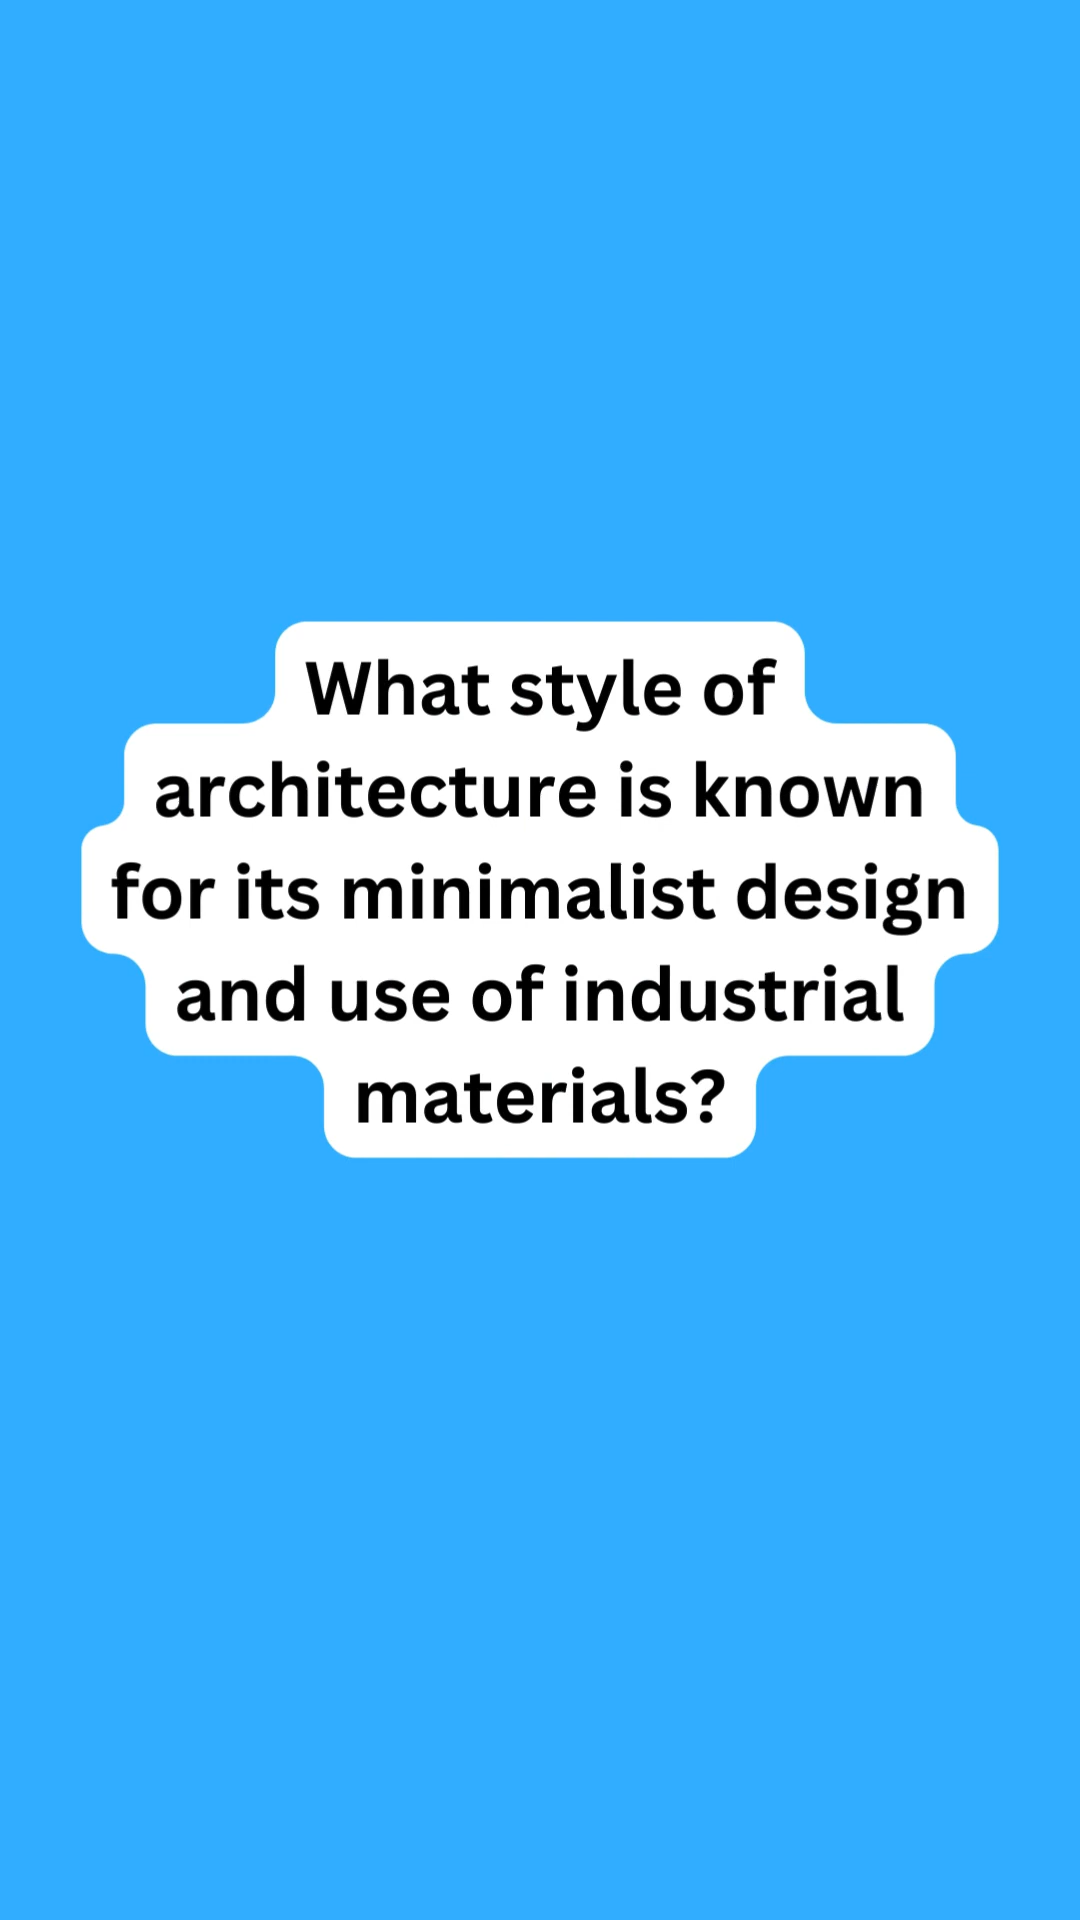 What style of
architecture is known
for its minimalist design
and use of industrial
materials?